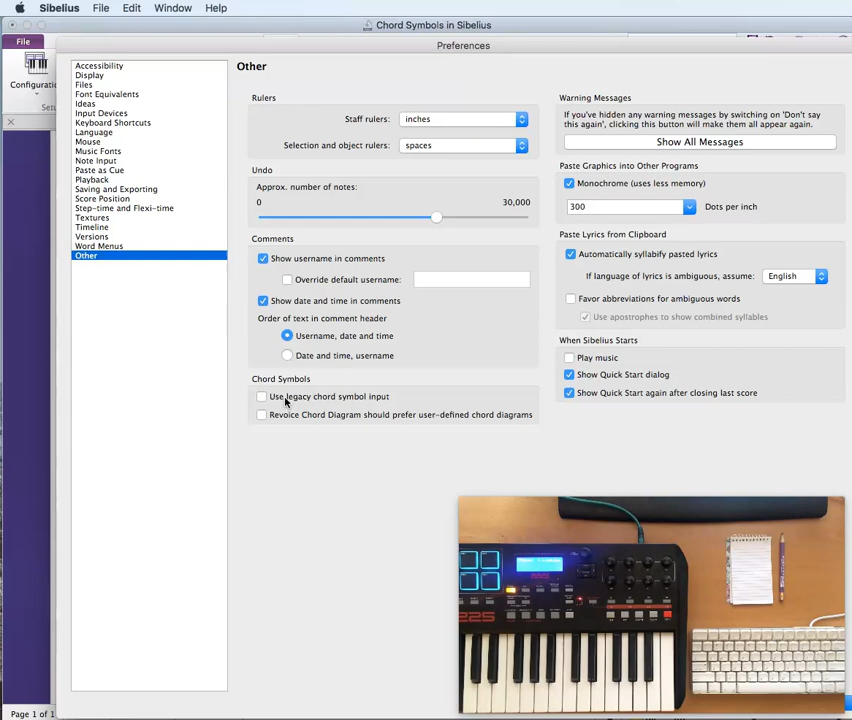 Sibelius File Edit Window Help
Chord Symbols in Sibelius
File
Preferences
Accessibility
Display
Files
Font Equivalents
Ideas
Input Devices
Keyboard Shortcuts
Language
Mouse
Music Fonts
Note Input
Paste as Cue
Playback
Saving and Exporting
Score Position
Step-time and Flexi-time
Textures
Timeline
Versions
Word Menus
Other
Other
Rulers
Staff rulers: inches
Selection and object rulers: spaces
Undo
Approx. number of notes:
0 30,000
Comments
Show username in comments
Override default username:
Show date and time in comments
Order of text in comment header
Username, date and time
Date and time, username
Chord Symbols
Use legacy chord symbol input
Revoice Chord Diagram should prefer user-defined chord diagrams
Warning Messages
If you've hidden any warning messages by switching on 'Don't say
this again', clicking this button will make them all appear again.
Show All Messages
Paste Graphics into Other Programs
Monochrome (uses less memory)
300 Dots per inch
Paste Lyrics from Clipboard
Automatically syllabify pasted lyrics
If language of lyrics is ambiguous, assume: English
Favor abbreviations for ambiguous words
Use apostrophes to show combined syllables
When Sibelius Starts
Play music
Show Quick Start dialog
Show Quick Start again after closing last score
225
Page 1 of 1